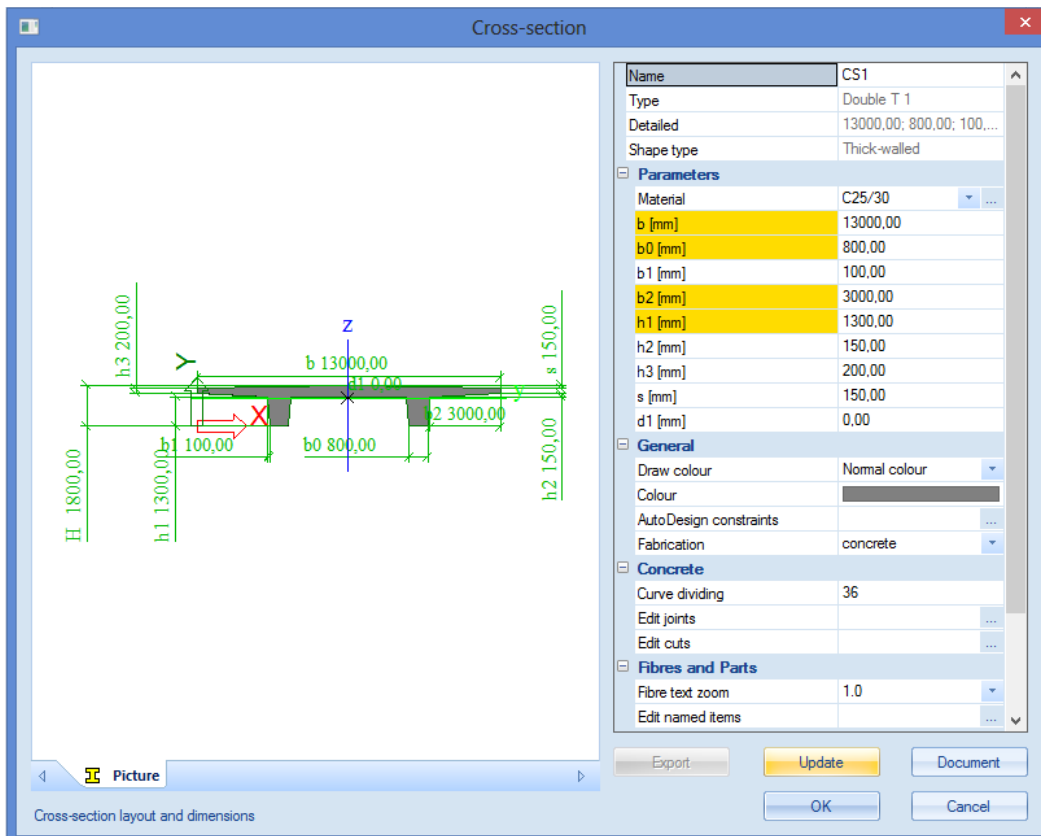 Cross-section
h3 200,00
Y
z
b 13000,00
d1 0,00
s 150,00
y
X
b2 3000,00
b1 100,00
b0 800,00
H 1800,00
h1 1300,00
h2 150,00
Picture
Cross-section layout and dimensions
Name CS1
Type Double T 1
Detailed 13000,00; 800,00; 100,...
Shape type Thick-walled
Parameters
Material C25/30 ...
b [mm] 13000,00
b0 [mm] 800,00
b1 [mm] 100,00
b2 [mm] 3000,00
h1 [mm] 1300,00
h2 [mm] 150,00
h3 [mm] 200,00
s [mm] 150,00
d1 [mm] 0,00
General
Draw colour Normal colour
Colour
AutoDesign constraints ...
Fabrication concrete
Concrete
Curve dividing 36
Edit joints ...
Edit cuts ...
Fibres and Parts
Fibre text zoom 1.0
Edit named items ...
Export Update Document
OK Cancel